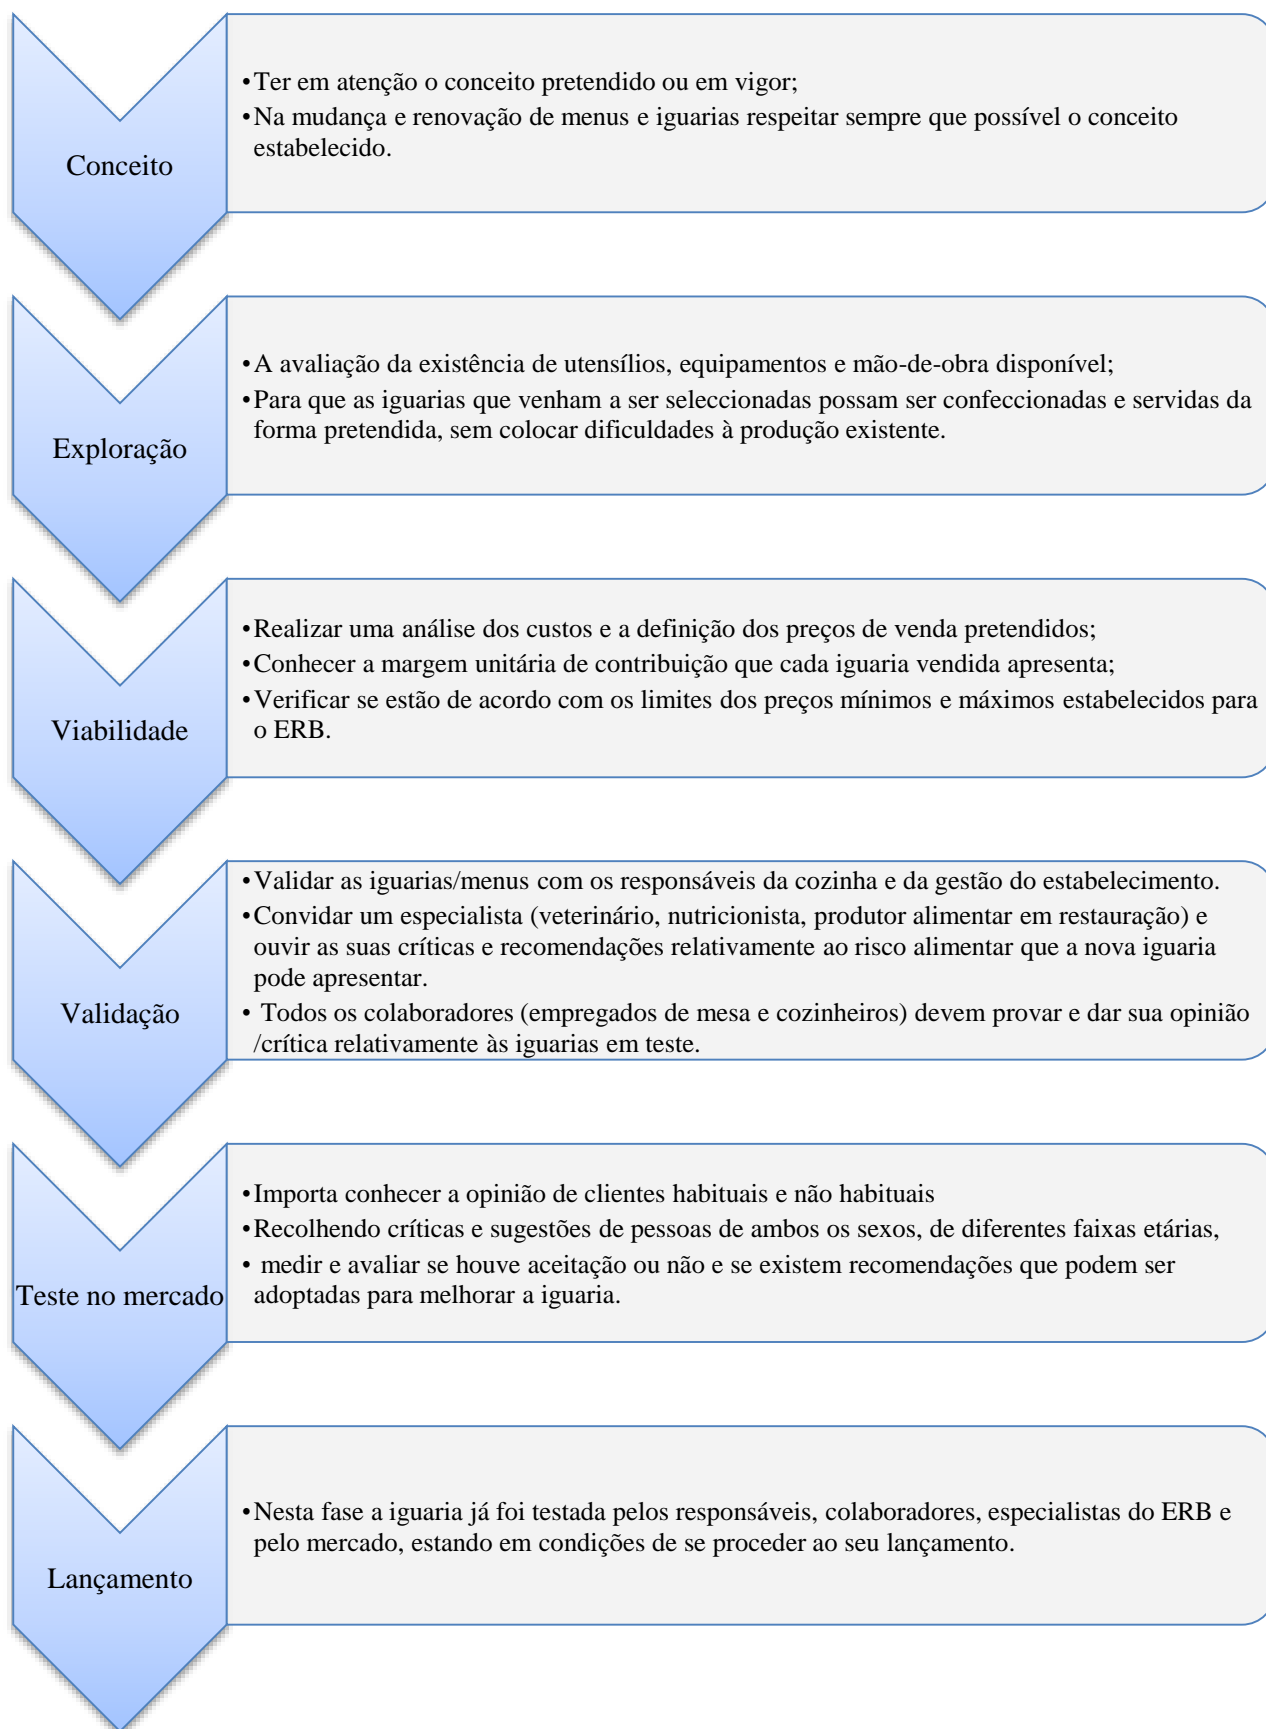 Conceito
•Ter em atenção o conceito pretendido ou em vigor;
•Na mudança e renovação de menus e iguarias respeitar sempre que possível o conceito
estabelecido.
Exploração
•A avaliação da existência de utensílios, equipamentos e mão-de-obra disponível;
•Para que as iguarias que venham a ser seleccionadas possam ser confeccionadas e servidas da
forma pretendida, sem colocar dificuldades à produção existente.
Viabilidade
•Realizar uma análise dos custos e a definição dos preços de venda pretendidos;
•Conhecer a margem unitária de contribuição que cada iguaria vendida apresenta;
•Verificar se estão de acordo com os limites dos preços mínimos e máximos estabelecidos para
o ERB.
Validação
•Validar as iguarias/menus com os responsáveis da cozinha e da gestão do estabelecimento.
•Convidar um especialista (veterinário, nutricionista, produtor alimentar em restauração) e
ouvir as suas críticas e recomendações relativamente ao risco alimentar que a nova iguaria
pode apresentar.
• Todos os colaboradores (empregados de mesa e cozinheiros) devem provar e dar sua opinião
/crítica relativamente às iguarias em teste.
Teste no mercado
•Importa conhecer a opinião de clientes habituais e não habituais
•Recolhendo críticas e sugestões de pessoas de ambos os sexos, de diferentes faixas etárias,
• medir e avaliar se houve aceitação ou não e se existem recomendações que podem ser
adoptadas para melhorar a iguaria.
Lançamento
•Nesta fase a iguaria já foi testada pelos responsáveis, colaboradores, especialistas do ERB e
pelo mercado, estando em condições de se proceder ao seu lançamento.